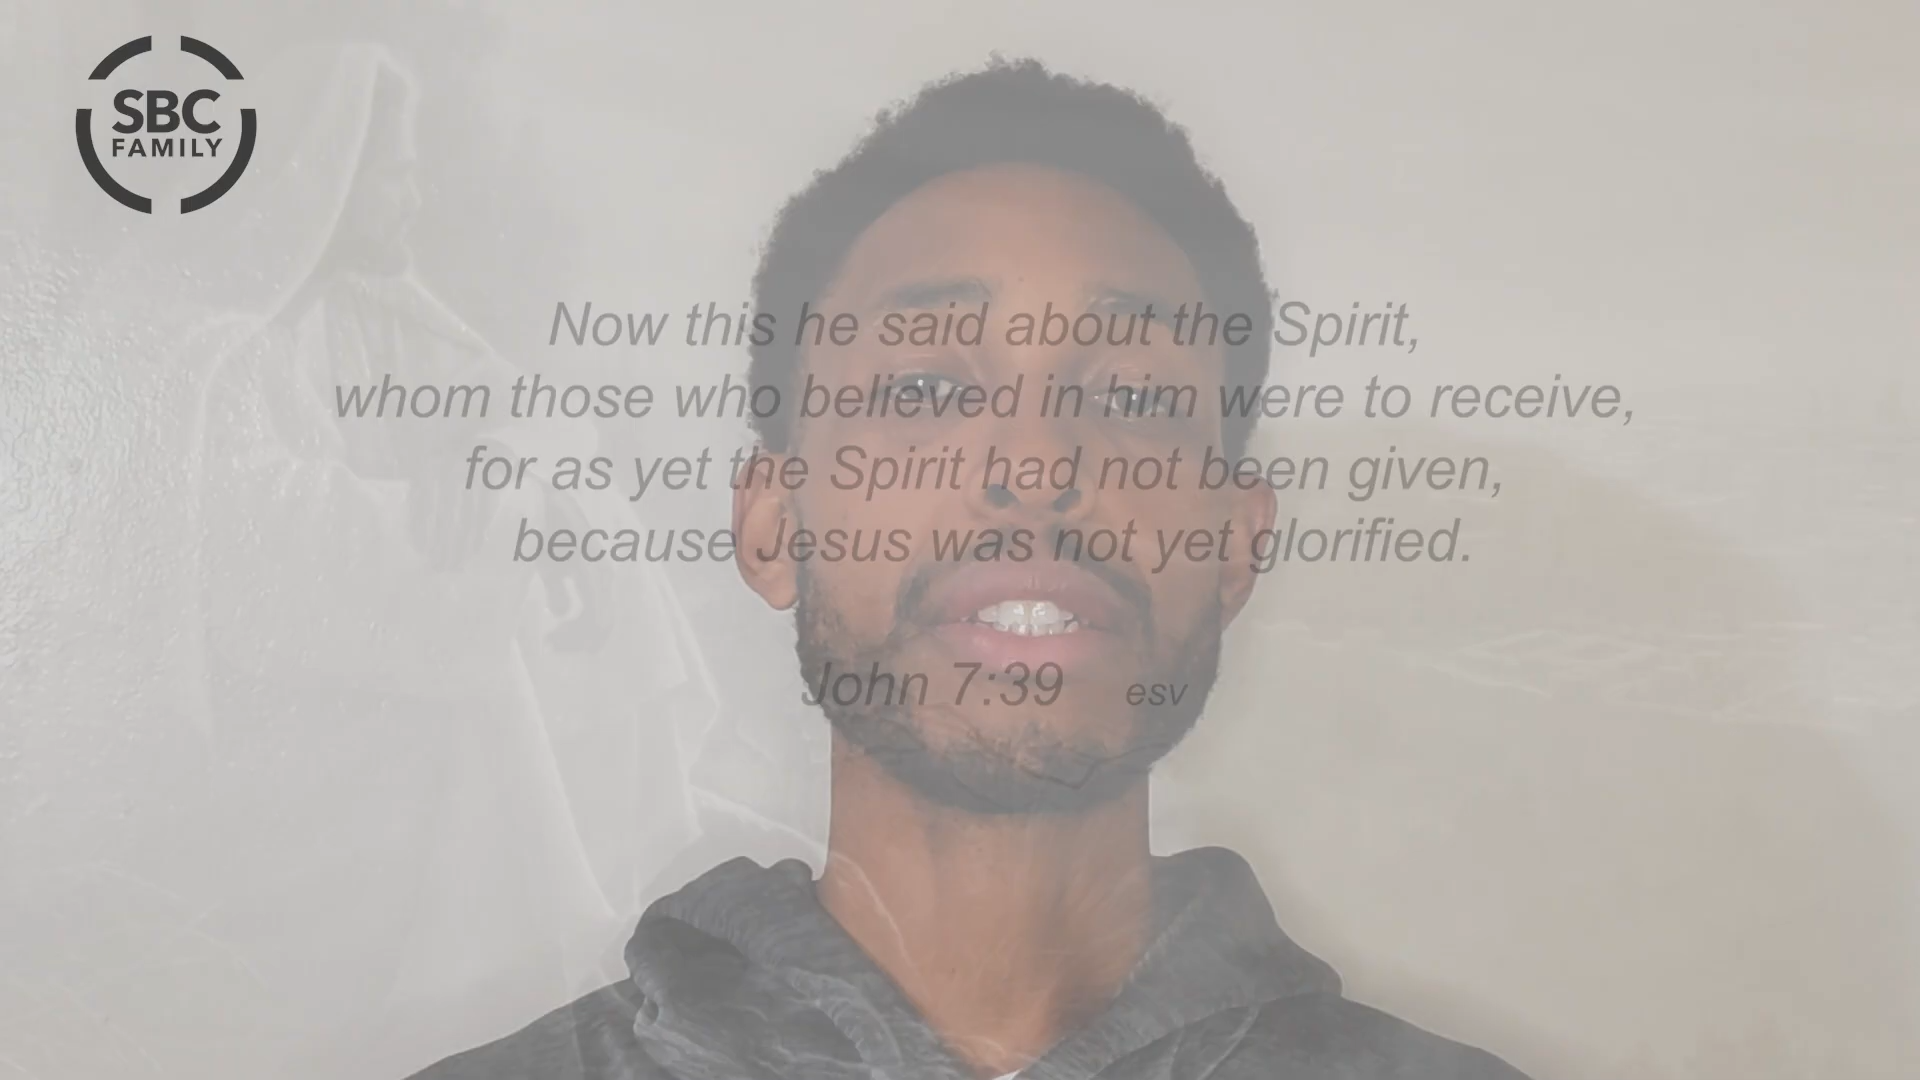 SBC
FAMILY
Now this he said about the Spirit,
whom those who believed in him were to receive,
for as yet the Spirit had not been given,
because Jesus was not yet glorified.
John 7:39 esv